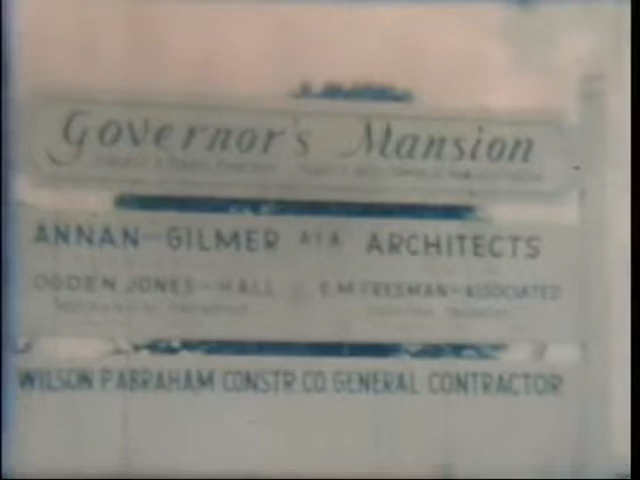 Governor's Mansion
ANNAN-GILMER AIA ARCHITECTS
OGDEN JONES-HALL E.M. FREEMAN-ASSOCIATED
WILSON P. ABRAHAM CONSTR. CO. GENERAL CONTRACTOR